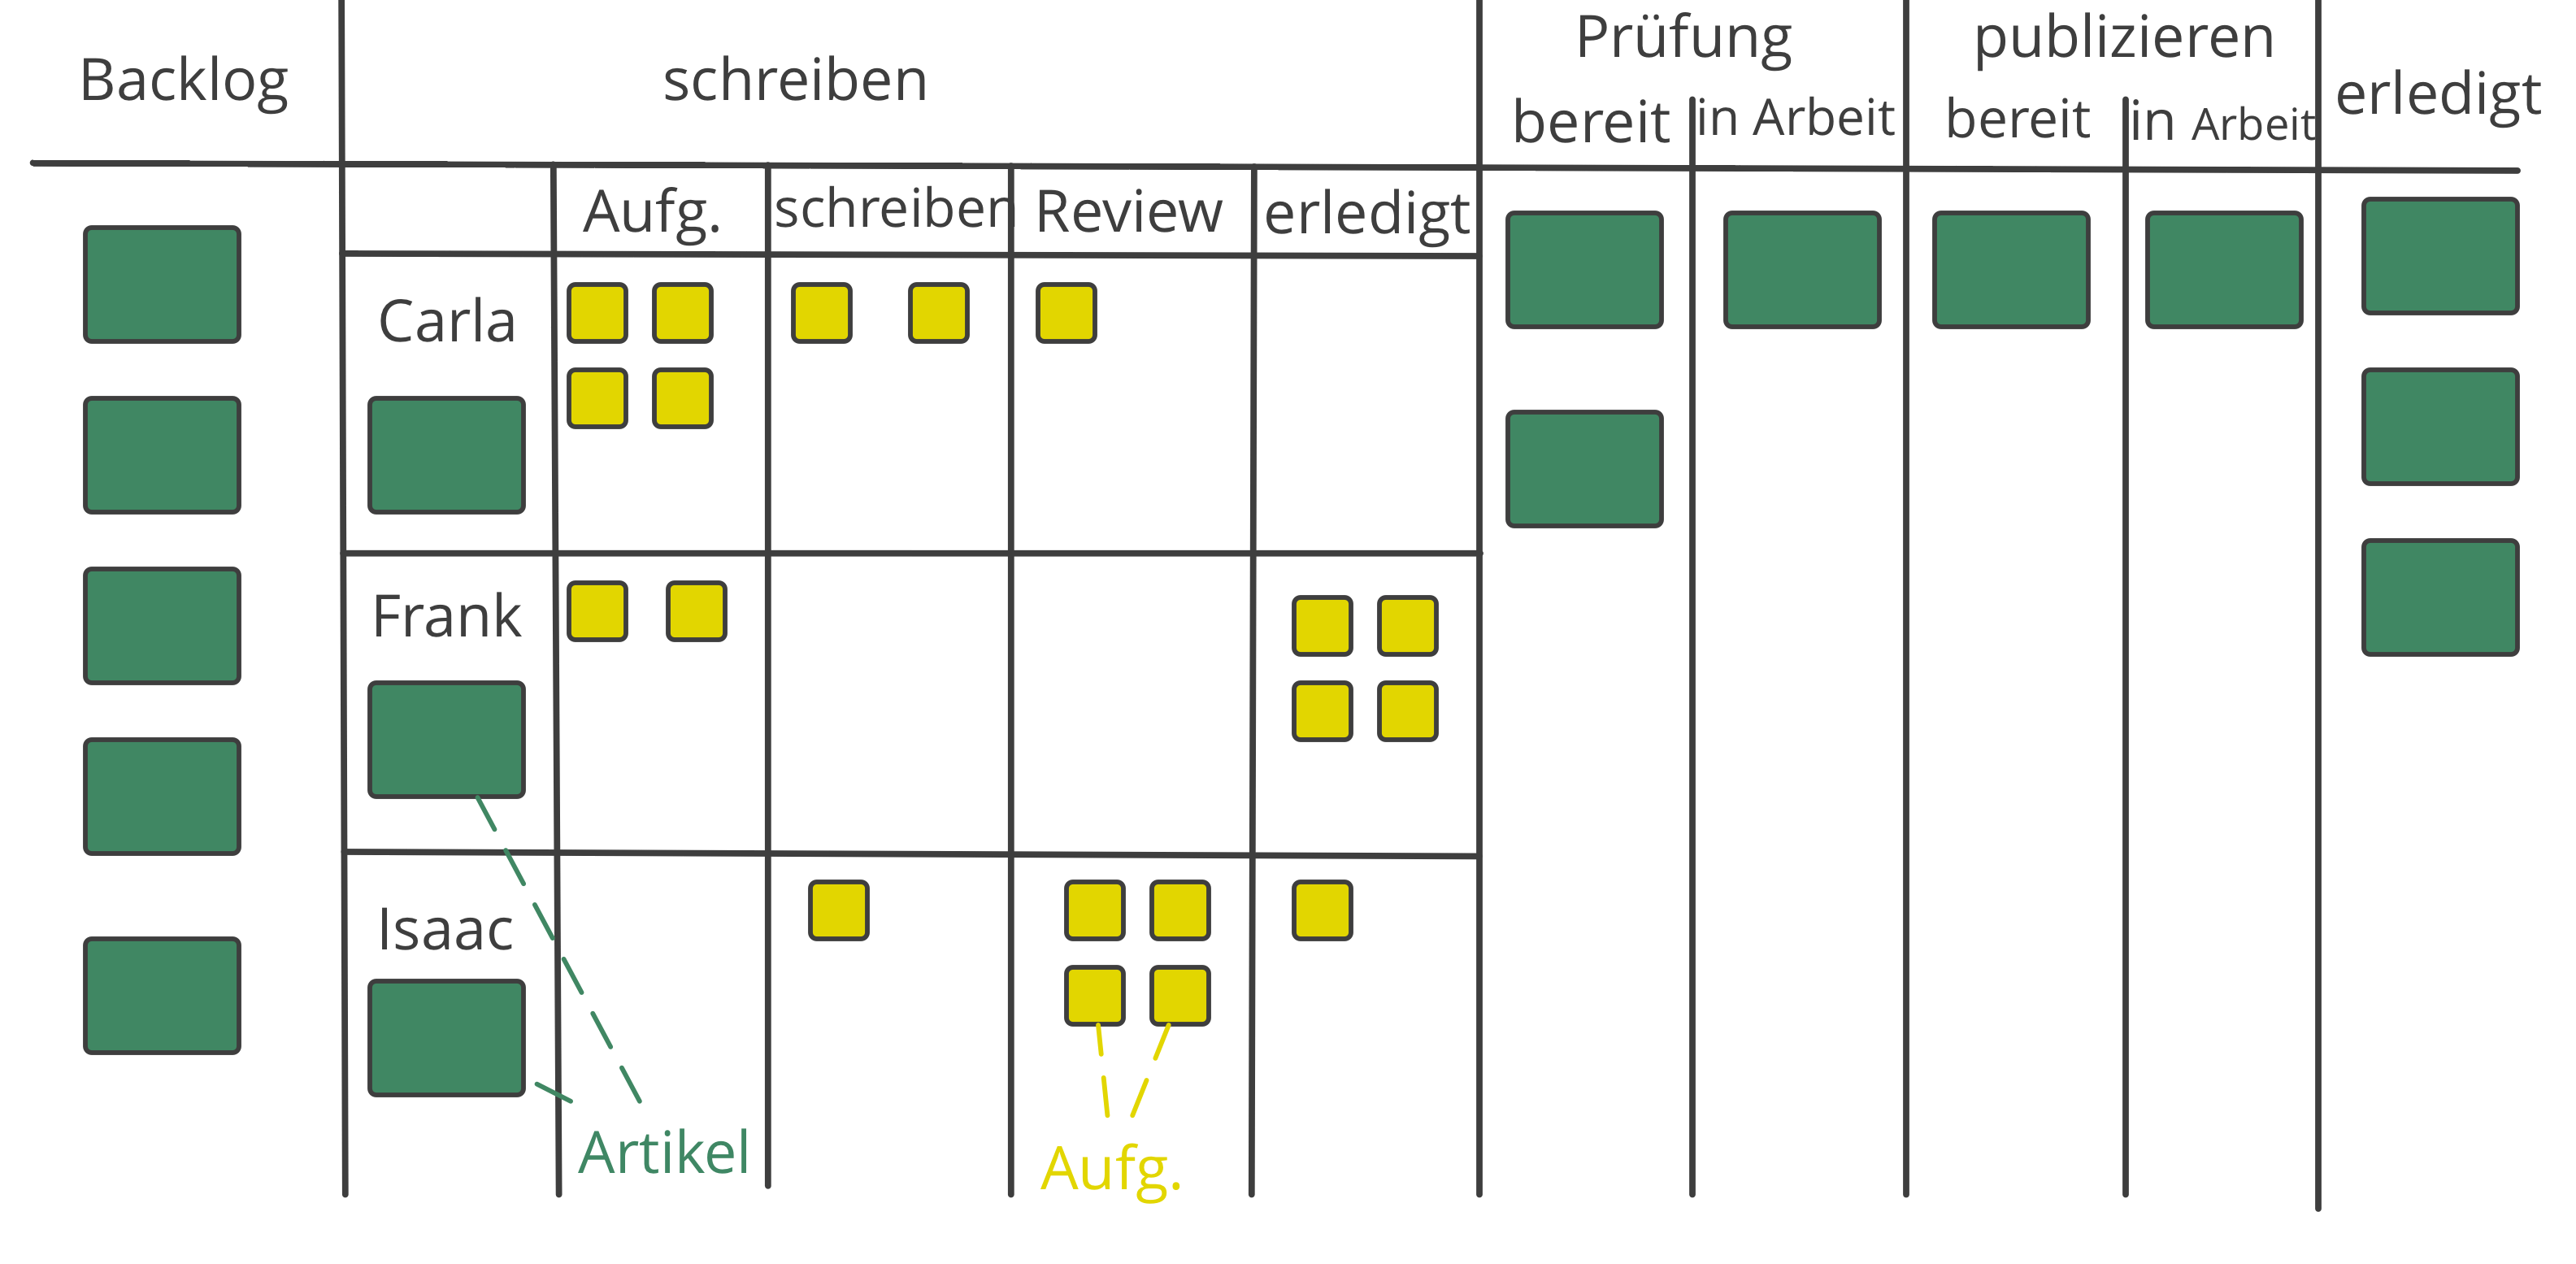 Backlog
schreiben
Prüfung
bereit
in Arbeit
publizieren
bereit
in Arbeit
erledigt
Aufg.
schreiben
Review
erledigt
Carla
Frank
Isaac
Artikel
Aufg.